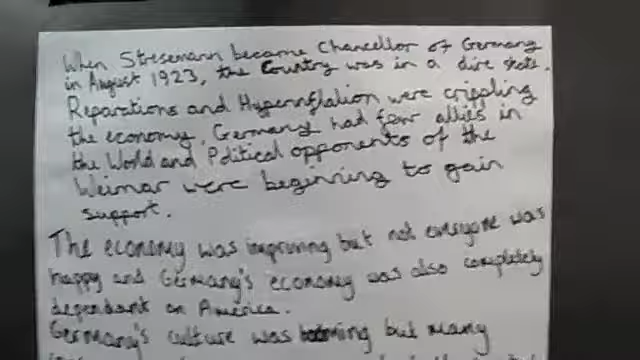 When Stresemann became Chancellor of Germany
in August 1923, the Country was in a dire state.
Reparations and Hyperinflation were crippling
the economy, Germany had few allies in
the World and Political opponents of the
Weimar were beginning to gain
support.
The economy was improving but not everyone was
happy and Germany's economy was also completely
dependant on America.
Germany's culture was booming but many